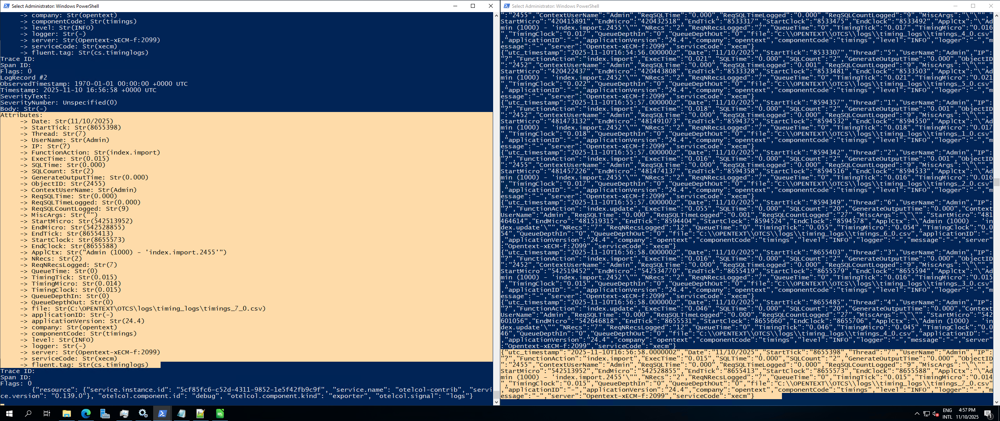 Select Administrator: Windows PowerShell
-> company: Str(opentext)
-> componentCode: Str(timings)
-> level: Str(INFO)
-> logger: Str(-)
-> server: Str(Opentext-xECM-f:2099)
-> serviceCode: Str(xecm)
-> fluent.tag: Str(cs.timinglogs)
Trace ID:
Span ID:
Flags: 0
LogRecord #2
ObservedTimestamp: 1970-01-01 00:00:00 +0000 UTC
Timestamp: 2025-11-10 16:56:58 +0000 UTC
SeverityText:
SeverityNumber: Unspecified(0)
Body: Str(-)
Attributes:
-> Date: Str(11/10/2025)
-> StartTick: Str(8655398)
-> Thread: Str(7)
-> UserName: Str(Admin)
-> IP: Str(?)
-> FunctionAction: Str(index.import)
-> ExecTime: Str(0.015)
-> SQLTime: Str(0.000)
-> SQLCount: Str(2)
-> GenerateOutputTime: Str(0.000)
-> ObjectID: Str(2455)
-> ContextUserName: Str(Admin)
-> ReqSQLTime: Str(0.000)
-> ReqSQLTimeLogged: Str(0.000)
-> ReqSQLCountLogged: Str(9)
-> MiscArgs: Str("")
-> StartMicro: Str(542513952)
-> EndMicro: Str(542528855)
-> EndTick: Str(8655413)
-> StartClock: Str(8655573)
-> EndClock: Str(8655588)
-> ApplCtx: Str("Admin (1000) - 'index.import.2455'")
-> NRecs: Str(2)
-> ReqNRecsLogged: Str(7)
-> QueueTime: Str(0)
-> TimingTick: Str(0.015)
-> TimingMicro: Str(0.014)
-> TimingClock: Str(0.015)
-> QueueDepthIn: Str(0)
-> QueueDepthOut: Str(0)
-> file: Str(C:\OPENTEXT\OTCS\logs\timing_logs\timings_7_0.csv)
-> applicationID: Str(-)
-> applicationVersion: Str(24.4)
-> company: Str(opentext)
-> componentCode: Str(timings)
-> level: Str(INFO)
-> logger: Str(-)
-> server: Str(Opentext-xECM-f:2099)
-> serviceCode: Str(xecm)
-> fluent.tag: Str(cs.timinglogs)
Trace ID:
Span ID:
Flags: 0
{"resource": {"service.instance.id": "5cf85fc6-c52d-4311-9852-1e5f42fb9c9f", "service.name": "otelcol-contrib", "servi
ce.version": "0.139.0"}, "otelcol.component.id": "debug", "otelcol.component.kind": "exporter", "otelcol.signal": "logs"}
Select Administrator: Windows PowerShell
":"2455","ContextUserName":"Admin","ReqSQLTime":"0.000","ReqSQLTimeLogged":"0.000","ReqSQLCountLogged":"9","MiscArgs":"\"\"","
StartMicro":"420415891","EndMicro":"420432518","EndTick":"8533317","StartClock":"8533475","EndClock":"8533492","ApplCtx":"\"Ad
min (1000) - 'index.import.2455'\"","NRecs":"2","ReqNRecsLogged":"7","QueueTime":"0","TimingTick":"0.017","TimingMicro":"0.016
","TimingClock":"0.017","QueueDepthIn":"0","QueueDepthOut":"0","file":"C:\\OPENTEXT\\OTCS\\logs\\timing_logs\\timings_4_0.csv"
,"applicationID":"-","applicationVersion":"24.4","company":"opentext","componentCode":"timings","level":"INFO","logger":"-","m
essage":"-","server":"Opentext-xECM-f:2099","serviceCode":"xecm"}
{"utc_timestamp":"2025-11-10T16:54:56.000000Z","Date":"11/10/2025","StartTick":"8533307","Thread":"5","UserName":"Admin","IP":
"?","FunctionAction":"index.import","ExecTime":"0.021","SQLTime":"0.000","SQLCount":"2","GenerateOutputTime":"0.000","ObjectID
":"2452","ContextUserName":"Admin","ReqSQLTime":"0.000","ReqSQLTimeLogged":"0.001","ReqSQLCountLogged":"9","MiscArgs":"\"\"","
StartMicro":"420422437","EndMicro":"420443808","EndTick":"8533328","StartClock":"8533481","EndClock":"8533503","ApplCtx":"\"Ad
min (1000) - 'index.import.2452'\"","NRecs":"2","ReqNRecsLogged":"7","QueueTime":"0","TimingTick":"0.021","TimingMicro":"0.021
","TimingClock":"0.022","QueueDepthIn":"0","QueueDepthOut":"0","file":"C:\\OPENTEXT\\OTCS\\logs\\timing_logs\\timings_5_0.csv"
,"applicationID":"-","applicationVersion":"24.4","company":"opentext","componentCode":"timings","level":"INFO","logger":"-","m
essage":"-","server":"Opentext-xECM-f:2099","serviceCode":"xecm"}
{"utc_timestamp":"2025-11-10T16:55:57.000000Z","Date":"11/10/2025","StartTick":"8594357","Thread":"1","UserName":"Admin","IP":
"?","FunctionAction":"index.import","ExecTime":"0.018","SQLTime":"0.000","SQLCount":"2","GenerateOutputTime":"0.001","ObjectID
":"2452","ContextUserName":"Admin","ReqSQLTime":"0.000","ReqSQLTimeLogged":"0.000","ReqSQLCountLogged":"9","MiscArgs":"\"\"","
StartMicro":"481473132","EndMicro":"481491073","EndTick":"8594375","StartClock":"8594532","EndClock":"8594550","ApplCtx":"\"Ad
min (1000) - 'index.import.2452'\"","NRecs":"2","ReqNRecsLogged":"7","QueueTime":"0","TimingTick":"0.018","TimingMicro":"0.017
","TimingClock":"0.018","QueueDepthIn":"0","QueueDepthOut":"0","file":"C:\\OPENTEXT\\OTCS\\logs\\timing_logs\\timings_1_0.csv"
,"applicationID":"-","applicationVersion":"24.4","company":"opentext","componentCode":"timings","level":"INFO","logger":"-","m
essage":"-","server":"Opentext-xECM-f:2099","serviceCode":"xecm"}
{"utc_timestamp":"2025-11-10T16:55:57.000000Z","Date":"11/10/2025","StartTick":"8594342","Thread":"2","UserName":"Admin","IP":
"?","FunctionAction":"index.import","ExecTime":"0.016","SQLTime":"0.000","SQLCount":"2","GenerateOutputTime":"0.001","ObjectID
":"2455","ContextUserName":"Admin","ReqSQLTime":"0.000","ReqSQLTimeLogged":"0.000","ReqSQLCountLogged":"9","MiscArgs":"\"\"","
StartMicro":"481457226","EndMicro":"481474137","EndTick":"8594358","StartClock":"8594516","EndClock":"8594533","ApplCtx":"\"Ad
min (1000) - 'index.import.2455'\"","NRecs":"2","ReqNRecsLogged":"7","QueueTime":"0","TimingTick":"0.016","TimingMicro":"0.016
","TimingClock":"0.017","QueueDepthIn":"0","QueueDepthOut":"0","file":"C:\\OPENTEXT\\OTCS\\logs\\timing_logs\\timings_2_0.csv"
,"applicationID":"-","applicationVersion":"24.4","company":"opentext","componentCode":"timings","level":"INFO","logger":"-","m
essage":"-","server":"Opentext-xECM-f:2099","serviceCode":"xecm"}
{"utc_timestamp":"2025-11-10T16:55:57.000000Z","Date":"11/10/2025","StartTick":"8594349","Thread":"6","UserName":"Admin","IP":
"?","FunctionAction":"index.update","ExecTime":"0.055","SQLTime":"0.000","SQLCount":"20","GenerateOutputTime":"0.000","Context
UserName":"Admin","ReqSQLTime":"0.000","ReqSQLTimeLogged":"0.001","ReqSQLCountLogged":"27","MiscArgs":"\"\"","StartMicro":"481
464614","EndMicro":"481519315","EndTick":"8594404","StartClock":"8594524","EndClock":"8594578","ApplCtx":"\"Admin (1000) - 'in
dex.update'\"","NRecs":"7","ReqNRecsLogged":"12","QueueTime":"0","TimingTick":"0.055","TimingMicro":"0.054","TimingClock":"0.0
54","QueueDepthIn":"0","QueueDepthOut":"0","file":"C:\\OPENTEXT\\OTCS\\logs\\timing_logs\\timings_6_0.csv","applicationID":"-"
,"applicationVersion":"24.4","company":"opentext","componentCode":"timings","level":"INFO","logger":"-","message":"-","server"
:"Opentext-xECM-f:2099","serviceCode":"xecm"}
{"utc_timestamp":"2025-11-10T16:56:58.000000Z","Date":"11/10/2025","StartTick":"8655403","Thread":"3","UserName":"Admin","IP":
"?","FunctionAction":"index.import","ExecTime":"0.016","SQLTime":"0.000","SQLCount":"2","GenerateOutputTime":"0.000","ObjectID
":"2452","ContextUserName":"Admin","ReqSQLTime":"0.000","ReqSQLTimeLogged":"0.000","ReqSQLCountLogged":"9","MiscArgs":"\"\"","
StartMicro":"542519452","EndMicro":"542534770","EndTick":"8655419","StartClock":"8655579","EndClock":"8655594","ApplCtx":"\"Ad
min (1000) - 'index.import.2452'\"","NRecs":"2","ReqNRecsLogged":"7","QueueTime":"0","TimingTick":"0.016","TimingMicro":"0.015
","TimingClock":"0.015","QueueDepthIn":"0","QueueDepthOut":"0","file":"C:\\OPENTEXT\\OTCS\\logs\\timing_logs\\timings_3_0.csv"
,"applicationID":"-","applicationVersion":"24.4","company":"opentext","componentCode":"timings","level":"INFO","logger":"-","m
essage":"-","server":"Opentext-xECM-f:2099","serviceCode":"xecm"}
{"utc_timestamp":"2025-11-10T16:56:58.000000Z","Date":"11/10/2025","StartTick":"8655485","Thread":"4","UserName":"Admin","IP":
"?","FunctionAction":"index.update","ExecTime":"0.046","SQLTime":"0.000","SQLCount":"20","GenerateOutputTime":"0.000","Context
UserName":"Admin","ReqSQLTime":"0.000","ReqSQLTimeLogged":"0.000","ReqSQLCountLogged":"27","MiscArgs":"\"\"","StartMicro":"542
601056","EndMicro":"542646818","EndTick":"8655531","StartClock":"8655660","EndClock":"8655706","ApplCtx":"\"Admin (1000) - 'in
dex.update'\"","NRecs":"7","ReqNRecsLogged":"12","QueueTime":"0","TimingTick":"0.046","TimingMicro":"0.045","TimingClock":"0.0
46","QueueDepthIn":"0","QueueDepthOut":"0","file":"C:\\OPENTEXT\\OTCS\\logs\\timing_logs\\timings_4_0.csv","applicationID":"-"
,"applicationVersion":"24.4","company":"opentext","componentCode":"timings","level":"INFO","logger":"-","message":"-","server"
:"Opentext-xECM-f:2099","serviceCode":"xecm"}
{"utc_timestamp":"2025-11-10T16:56:58.000000Z","Date":"11/10/2025","StartTick":"8655398","Thread":"7","UserName":"Admin","IP":
"?","FunctionAction":"index.import","ExecTime":"0.015","SQLTime":"0.000","SQLCount":"2","GenerateOutputTime":"0.000","ObjectID
":"2455","ContextUserName":"Admin","ReqSQLTime":"0.000","ReqSQLTimeLogged":"0.000","ReqSQLCountLogged":"9","MiscArgs":"\"\"","
StartMicro":"542513952","EndMicro":"542528855","EndTick":"8655413","StartClock":"8655573","EndClock":"8655588","ApplCtx":"\"Ad
min (1000) - 'index.import.2455'\"","NRecs":"2","ReqNRecsLogged":"7","QueueTime":"0","TimingTick":"0.015","TimingMicro":"0.014
","TimingClock":"0.015","QueueDepthIn":"0","QueueDepthOut":"0","file":"C:\\OPENTEXT\\OTCS\\logs\\timing_logs\\timings_7_0.csv"
,"applicationID":"-","applicationVersion":"24.4","company":"opentext","componentCode":"timings","level":"INFO","logger":"-","m
essage":"-","server":"Opentext-xECM-f:2099","serviceCode":"xecm"}
ENG
INTL
4:57 PM
11/10/2025
1